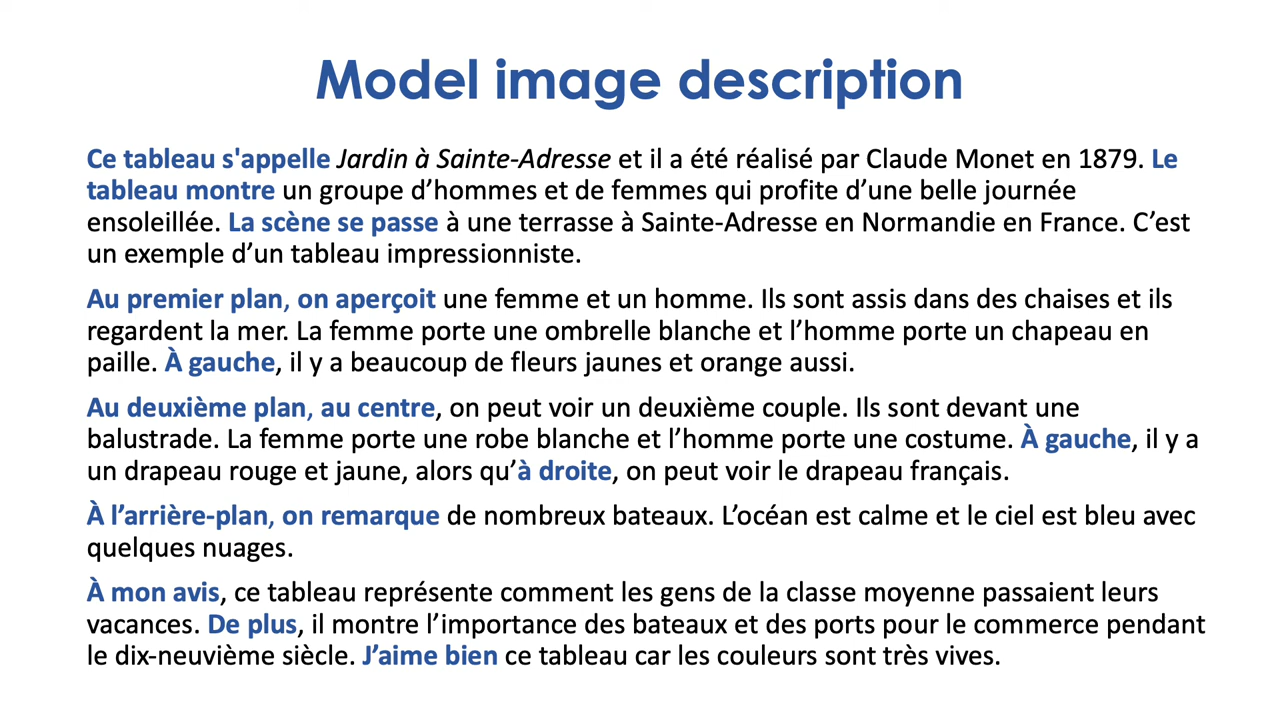 Model image description
Ce tableau s'appelle Jardin à Sainte-Adresse et il a été réalisé par Claude Monet en 1879. Le
tableau montre un groupe d’hommes et de femmes qui profite d’une belle journée
ensoleillée. La scène se passe à une terrasse à Sainte-Adresse en Normandie en France. C’est
un exemple d’un tableau impressionniste.
Au premier plan, on aperçoit une femme et un homme. Ils sont assis dans des chaises et ils
regardent la mer. La femme porte une ombrelle blanche et l’homme porte un chapeau en
paille. À gauche, il y a beaucoup de fleurs jaunes et orange aussi.
Au deuxième plan, au centre, on peut voir un deuxième couple. Ils sont devant une
balustrade. La femme porte une robe blanche et l’homme porte une costume. À gauche, il y a
un drapeau rouge et jaune, alors qu’à droite, on peut voir le drapeau français.
À l’arrière-plan, on remarque de nombreux bateaux. L’océan est calme et le ciel est bleu avec
quelques nuages.
À mon avis, ce tableau représente comment les gens de la classe moyenne passaient leurs
vacances. De plus, il montre l’importance des bateaux et des ports pour le commerce pendant
le dix-neuvième siècle. J’aime bien ce tableau car les couleurs sont très vives.